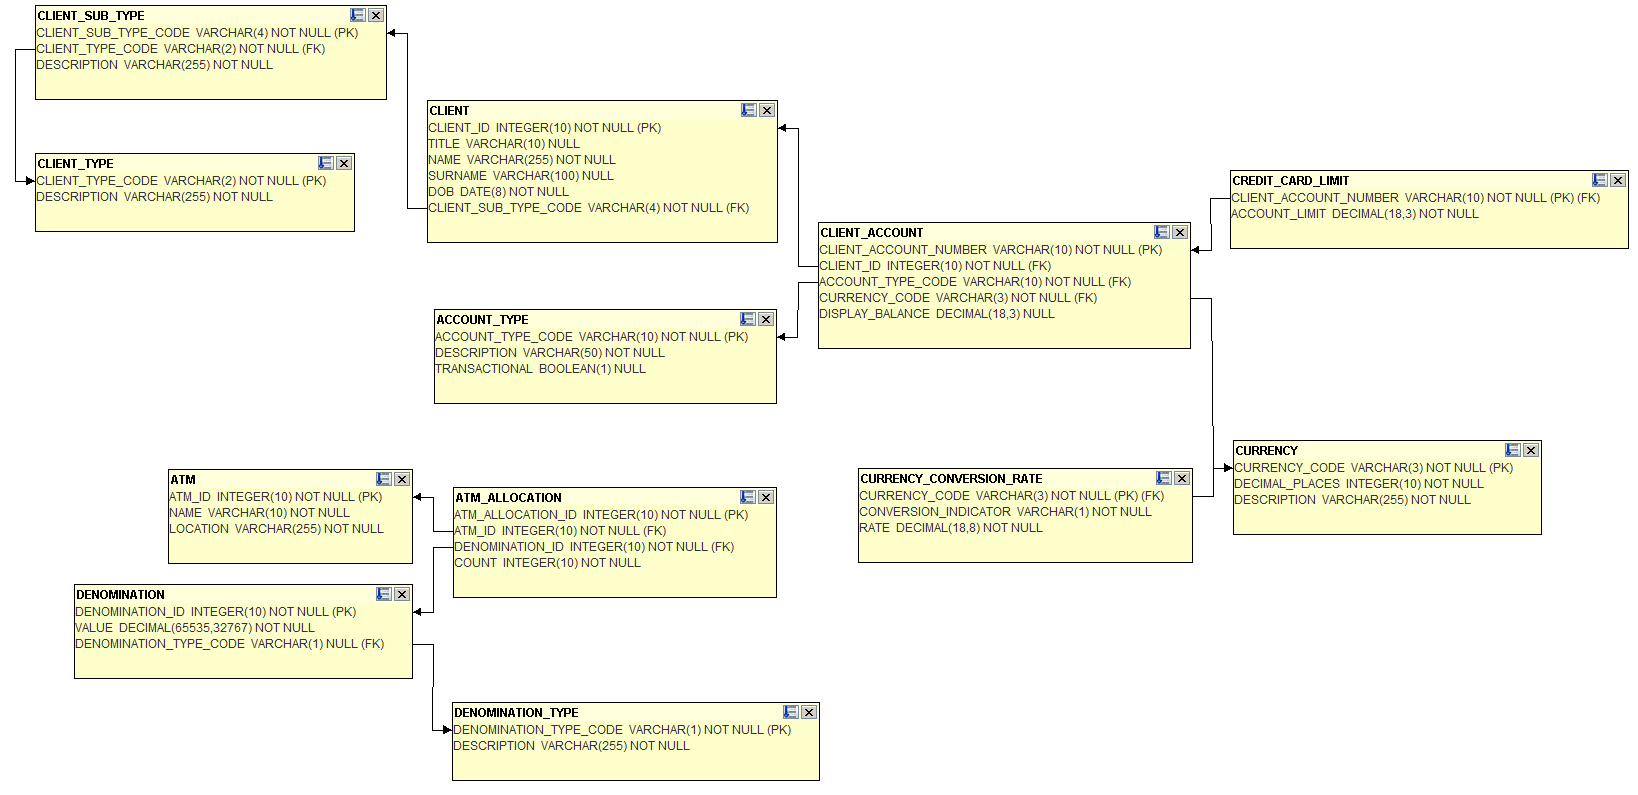 CLIENT_SUB_TYPE
CLIENT_SUB_TYPE_CODE VARCHAR(4) NOT NULL (PK)
CLIENT_TYPE_CODE VARCHAR(2) NOT NULL (FK)
DESCRIPTION VARCHAR(255) NOT NULL
CLIENT_TYPE
CLIENT_TYPE_CODE VARCHAR(2) NOT NULL (PK)
DESCRIPTION VARCHAR(255) NOT NULL
CLIENT
CLIENT_ID INTEGER(10) NOT NULL (PK)
TITLE VARCHAR(10) NULL
NAME VARCHAR(255) NOT NULL
SURNAME VARCHAR(100) NULL
DOB DATE(8) NOT NULL
CLIENT_SUB_TYPE_CODE VARCHAR(4) NOT NULL (FK)
CREDIT_CARD_LIMIT
CLIENT_ACCOUNT_NUMBER VARCHAR(10) NOT NULL (PK) (FK)
ACCOUNT_LIMIT DECIMAL(18,3) NOT NULL
CLIENT_ACCOUNT
CLIENT_ACCOUNT_NUMBER VARCHAR(10) NOT NULL (PK)
CLIENT_ID INTEGER(10) NOT NULL (FK)
ACCOUNT_TYPE_CODE VARCHAR(10) NOT NULL (FK)
CURRENCY_CODE VARCHAR(3) NOT NULL (FK)
DISPLAY_BALANCE DECIMAL(18,3) NULL
ACCOUNT_TYPE
ACCOUNT_TYPE_CODE VARCHAR(10) NOT NULL (PK)
DESCRIPTION VARCHAR(50) NOT NULL
TRANSACTIONAL BOOLEAN(1) NULL
ATM
ATM_ID INTEGER(10) NOT NULL (PK)
NAME VARCHAR(10) NOT NULL
LOCATION VARCHAR(255) NOT NULL
ATM_ALLOCATION
ATM_ALLOCATION_ID INTEGER(10) NOT NULL (PK)
ATM_ID INTEGER(10) NOT NULL (FK)
DENOMINATION_ID INTEGER(10) NOT NULL (FK)
COUNT INTEGER(10) NOT NULL
CURRENCY_CONVERSION_RATE
CURRENCY_CODE VARCHAR(3) NOT NULL (PK) (FK)
CONVERSION_INDICATOR VARCHAR(1) NOT NULL
RATE DECIMAL(18,8) NOT NULL
CURRENCY
CURRENCY_CODE VARCHAR(3) NOT NULL (PK)
DECIMAL_PLACES INTEGER(10) NOT NULL
DESCRIPTION VARCHAR(255) NOT NULL
DENOMINATION
DENOMINATION_ID INTEGER(10) NOT NULL (PK)
VALUE DECIMAL(65535,32767) NOT NULL
DENOMINATION_TYPE_CODE VARCHAR(1) NULL (FK)
DENOMINATION_TYPE
DENOMINATION_TYPE_CODE VARCHAR(1) NOT NULL (PK)
DESCRIPTION VARCHAR(255) NOT NULL